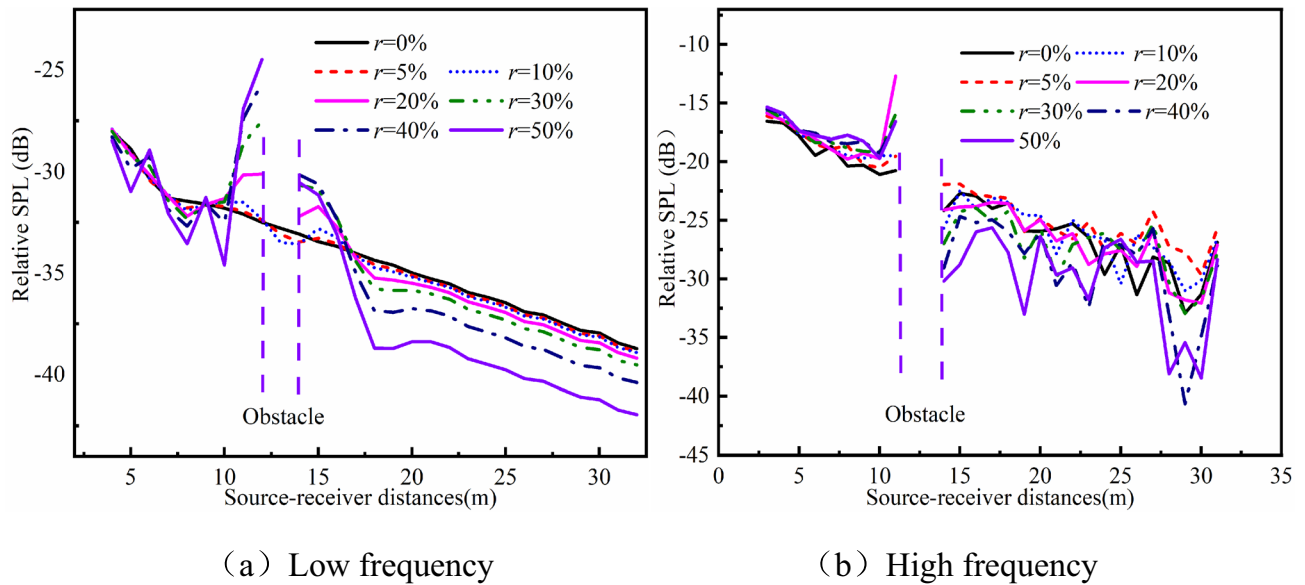 r=0%
r=5%
r=10%
r=20%
r=30%
r=40%
r=50%
-25
-30
-35
-40
Relative SPL (dB)
Obstacle
5
10
15
20
25
30
Source-receiver distances(m)
(a) Low frequency
r=0%
r=10%
r=5%
r=20%
r=30%
r=40%
50%
-10
-15
-20
-25
-30
-35
-40
-45
Relative SPL (dB)
Obstacle
0
5
10
15
20
25
30
35
Source-receiver distances(m)
(b) High frequency